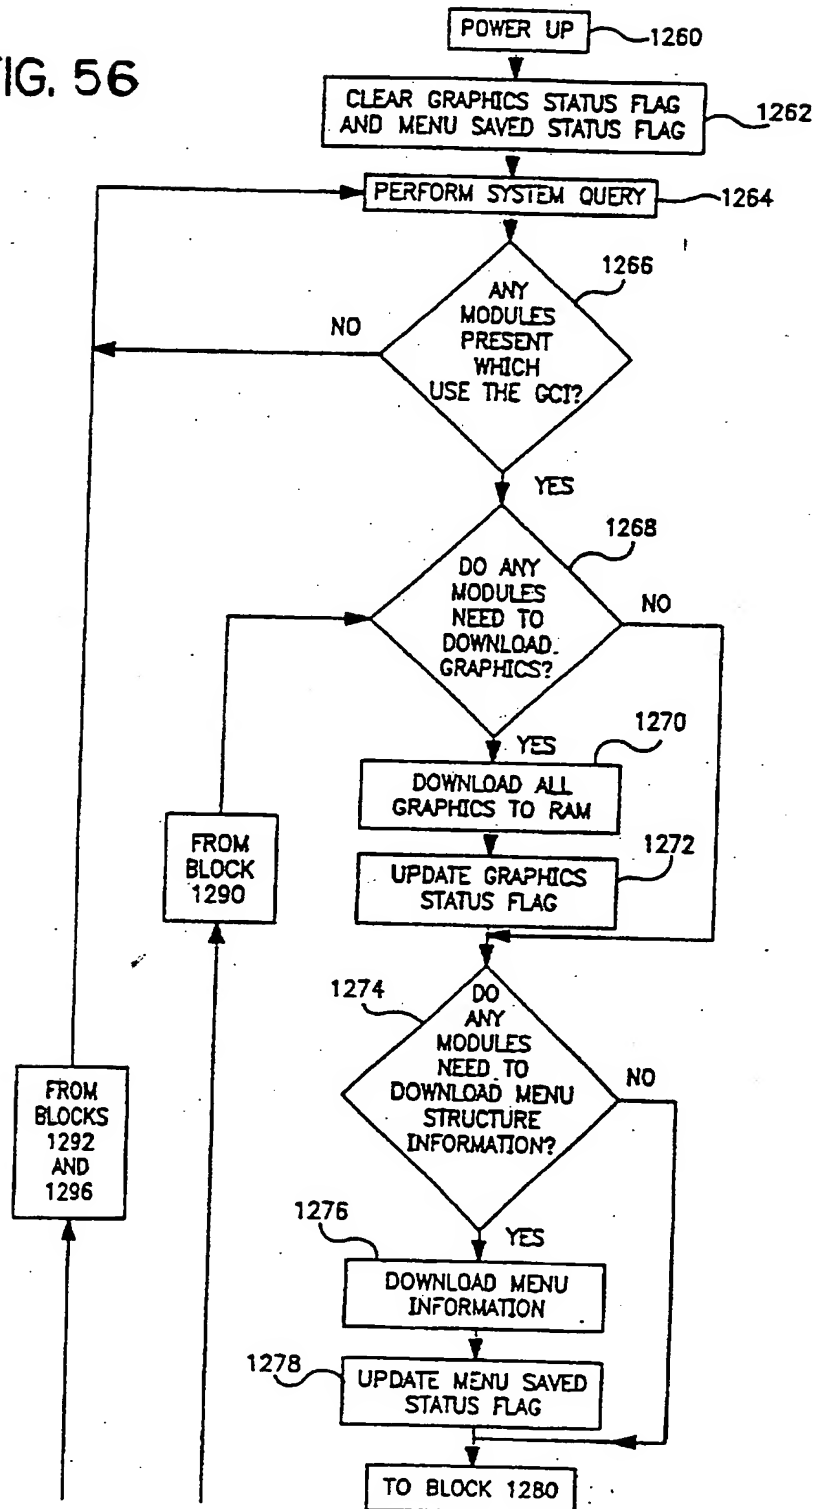 FIG. 56
POWER UP
1260
CLEAR GRAPHICS STATUS FLAG
AND MENU SAVED STATUS FLAG
1262
PERFORM SYSTEM QUERY
1264
1266
ANY
MODULES
PRESENT
WHICH
USE THE GCI?
NO
YES
1268
DO ANY
MODULES
NEED TO
DOWNLOAD
GRAPHICS?
NO
YES
1270
DOWNLOAD ALL
GRAPHICS TO RAM
FROM
BLOCK
1290
1272
UPDATE GRAPHICS
STATUS FLAG
1274
DO
ANY
MODULES
NEED TO
DOWNLOAD MENU
STRUCTURE
INFORMATION?
NO
FROM
BLOCKS
1292
AND
1296
YES
1276
DOWNLOAD MENU
INFORMATION
1278
UPDATE MENU SAVED
STATUS FLAG
TO BLOCK 1280